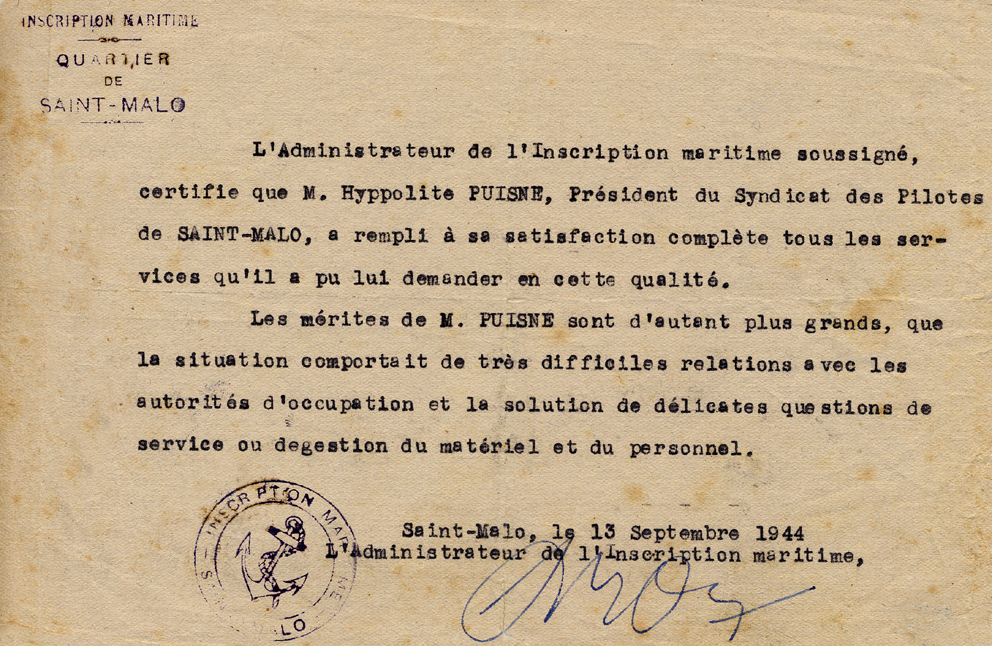 INSCRIPTION MARITIME
QUARTIER
DE
SAINT-MALO
L'Administrateur de l'Inscription maritime soussigné,
certifie que M. Hyppolite PUISNE, Président du Syndicat des Pilotes
de SAINT-MALO, a rempli à sa satisfaction complète tous les ser-
vices qu'il a pu lui demander en cette qualité.
Les mérites de M. PUISNE sont d'autant plus grands, que
la situation comportait de très difficiles relations avec les
autorités d'occupation et la solution de délicates questions de
service ou degestion du matériel et du personnel.
INSCRIPTION MARITIME
Saint-Malo, le 13 Septembre 1944
L'Administrateur de l'Inscription maritime,